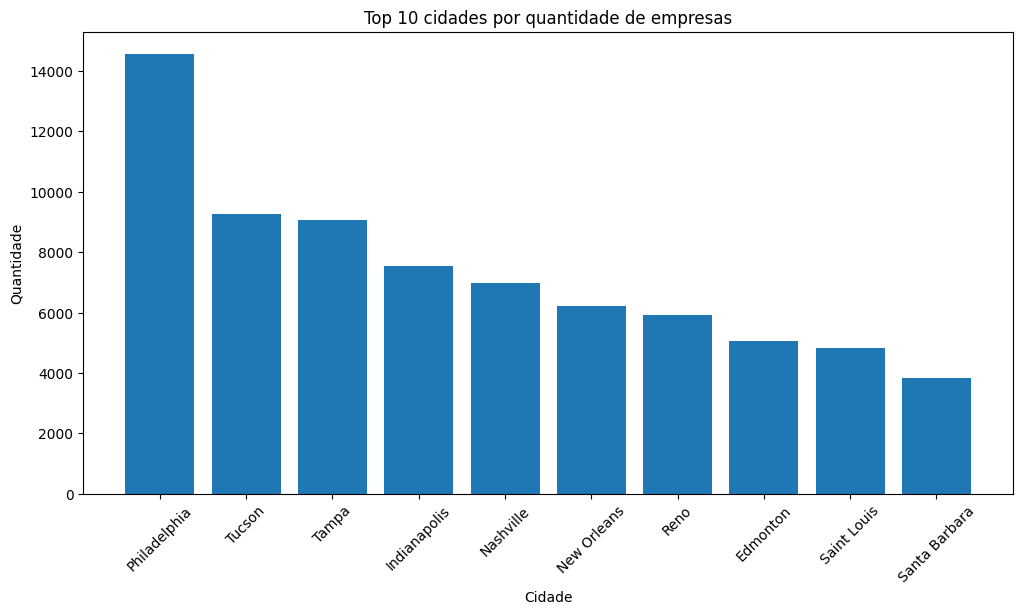 Top 10 cidades por quantidade de empresas
Quantidade
14000
12000
10000
8000
6000
4000
2000
0
Philadelphia
Tucson
Tampa
Indianapolis
Nashville
New Orleans
Reno
Edmonton
Saint Louis
Santa Barbara
Cidade